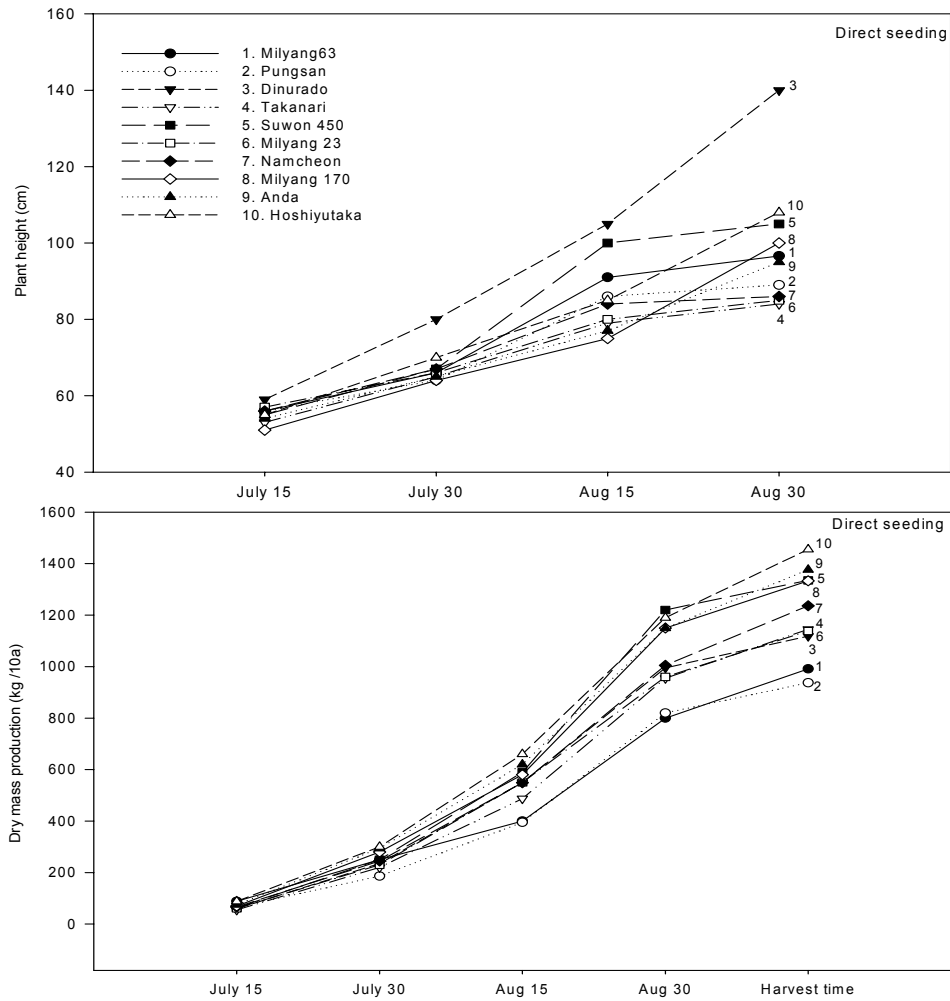 160
Direct seeding
1. Milyang63
2. Pungsan
3. Dinurado
4. Takanari
5. Suwon 450
6. Milyang 23
7. Namcheon
8. Milyang 170
9. Anda
10. Hoshiyutaka
140
120
100
80
60
40
Plant height (cm)
3
10
5
8
1
9
2
7
6
4
July 15 July 30 Aug 15 Aug 30
1600
Direct seeding
1400
1200
1000
800
600
400
200
0
Dry mass production (kg /10a)
10
9
5
8
7
4
6
3
1
2
July 15 July 30 Aug 15 Aug 30 Harvest time